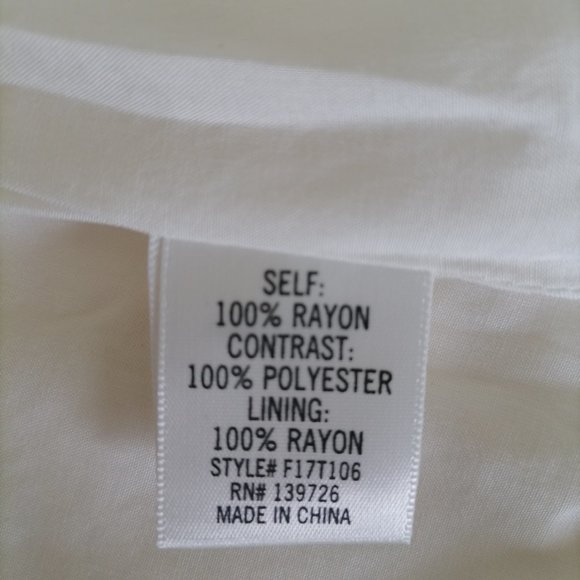 SELF:
100% RAYON
CONTRAST:
100% POLYESTER
LINING:
100% RAYON
STYLE# F17T106
RN# 139726
MADE IN CHINA